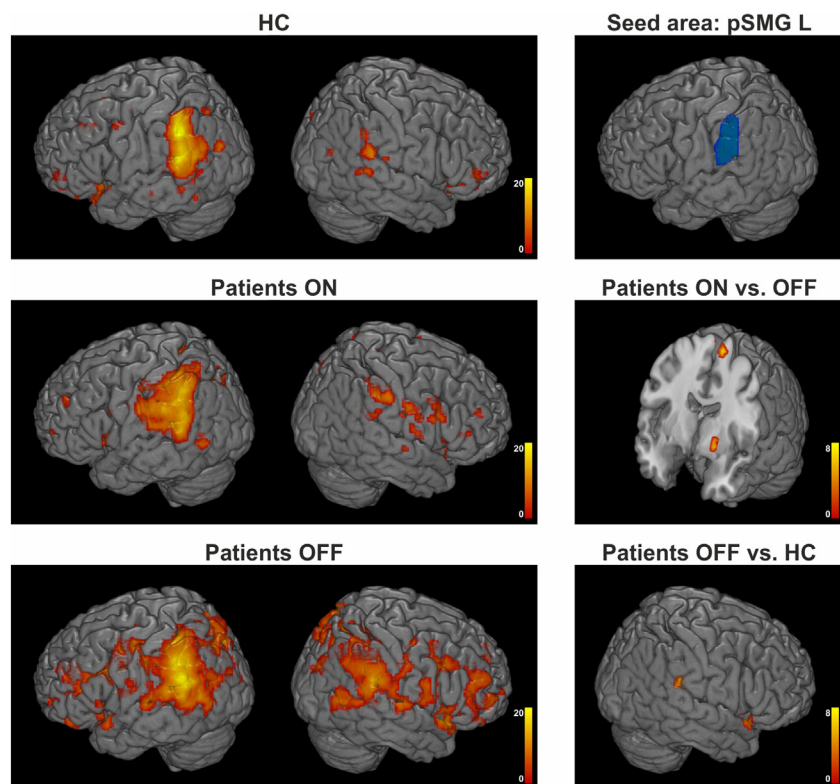 HC
Seed area: pSMG L
20
0
Patients ON
Patients ON vs. OFF
20
0
8
0
Patients OFF
Patients OFF vs. HC
20
0
8
0